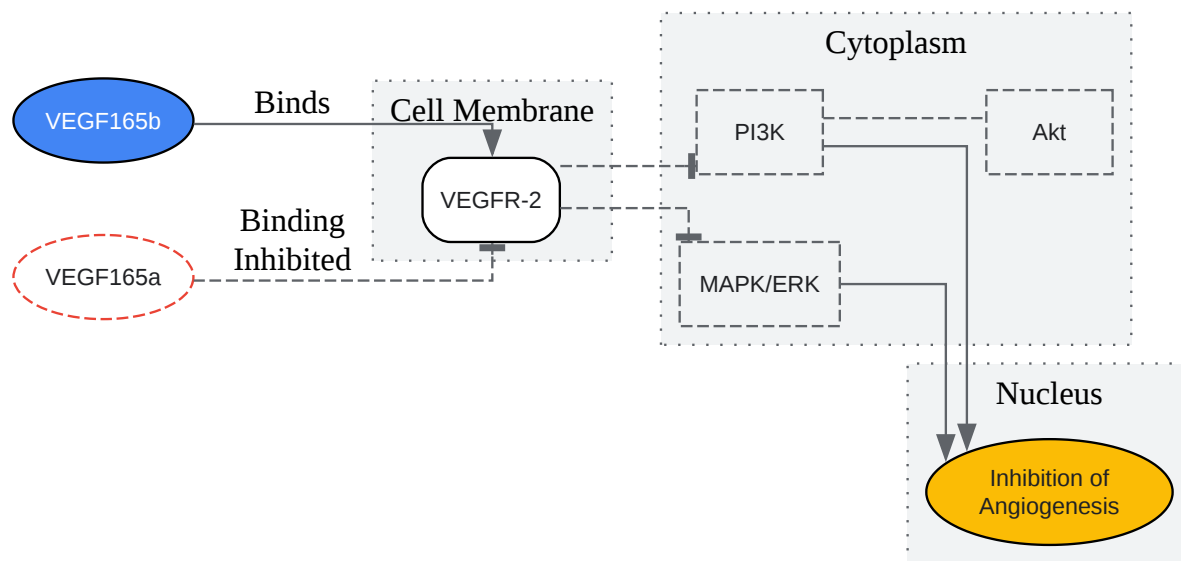 Cytoplasm
VEGF165b
Binds
Cell Membrane
PI3K
Akt
VEGFR-2
Binding
Inhibited
VEGF165a
MAPK/ERK
Nucleus
Inhibition of
Angiogenesis